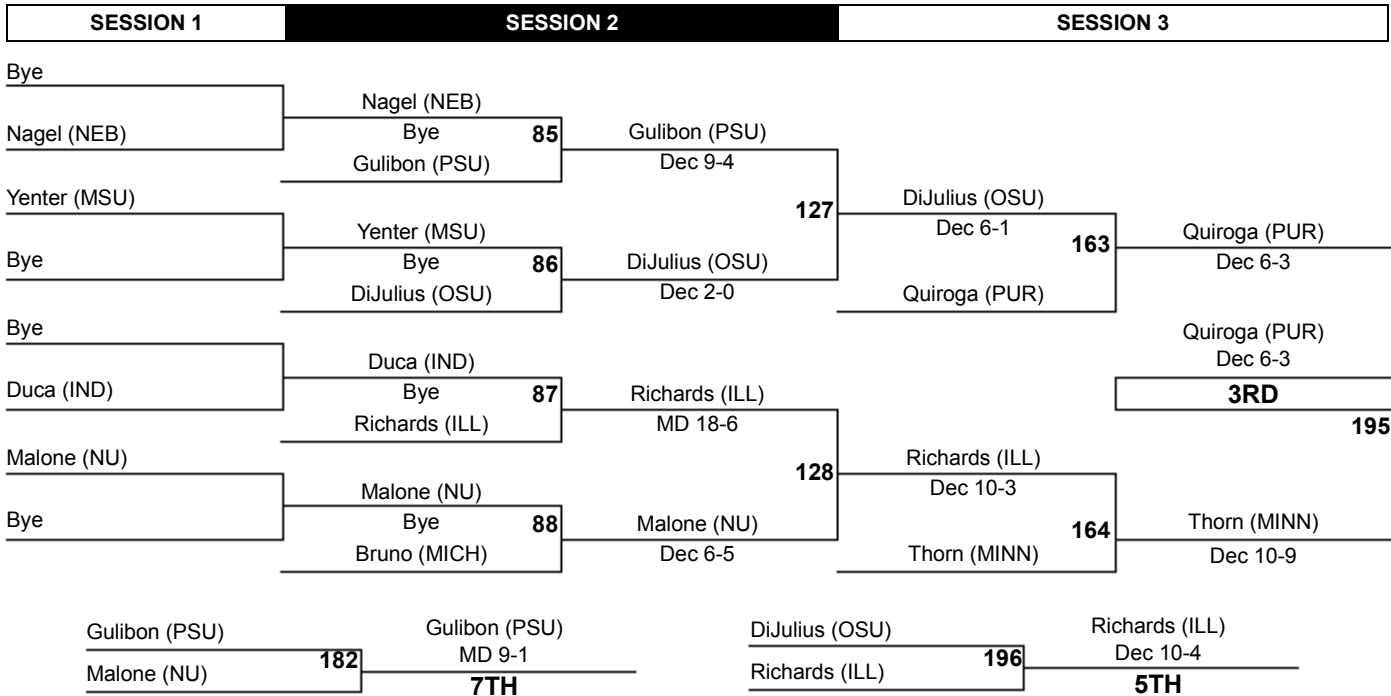 SESSION 1
SESSION 2
SESSION 3
Bye
Nagel (NEB)
Yenter (MSU)
Bye
Bye
Duca (IND)
Malone (NU)
Bye
Nagel (NEB)
Bye
85
Gulibon (PSU)
Yenter (MSU)
Bye
86
DiJulius (OSU)
Duca (IND)
Bye
87
Richards (ILL)
Malone (NU)
Bye
88
Bruno (MICH)
Gulibon (PSU)
Dec 9-4
127
DiJulius (OSU)
Dec 2-0
Richards (ILL)
MD 18-6
128
Malone (NU)
Dec 6-5
DiJulius (OSU)
Dec 6-1
163
Quiroga (PUR)
Richards (ILL)
Dec 10-3
164
Thorn (MINN)
Quiroga (PUR)
Dec 6-3
Quiroga (PUR)
Dec 6-3
3RD
195
Thorn (MINN)
Dec 10-9
Gulibon (PSU)
182
Malone (NU)
Gulibon (PSU)
MD 9-1
7TH
DiJulius (OSU)
196
Richards (ILL)
Richards (ILL)
Dec 10-4
5TH